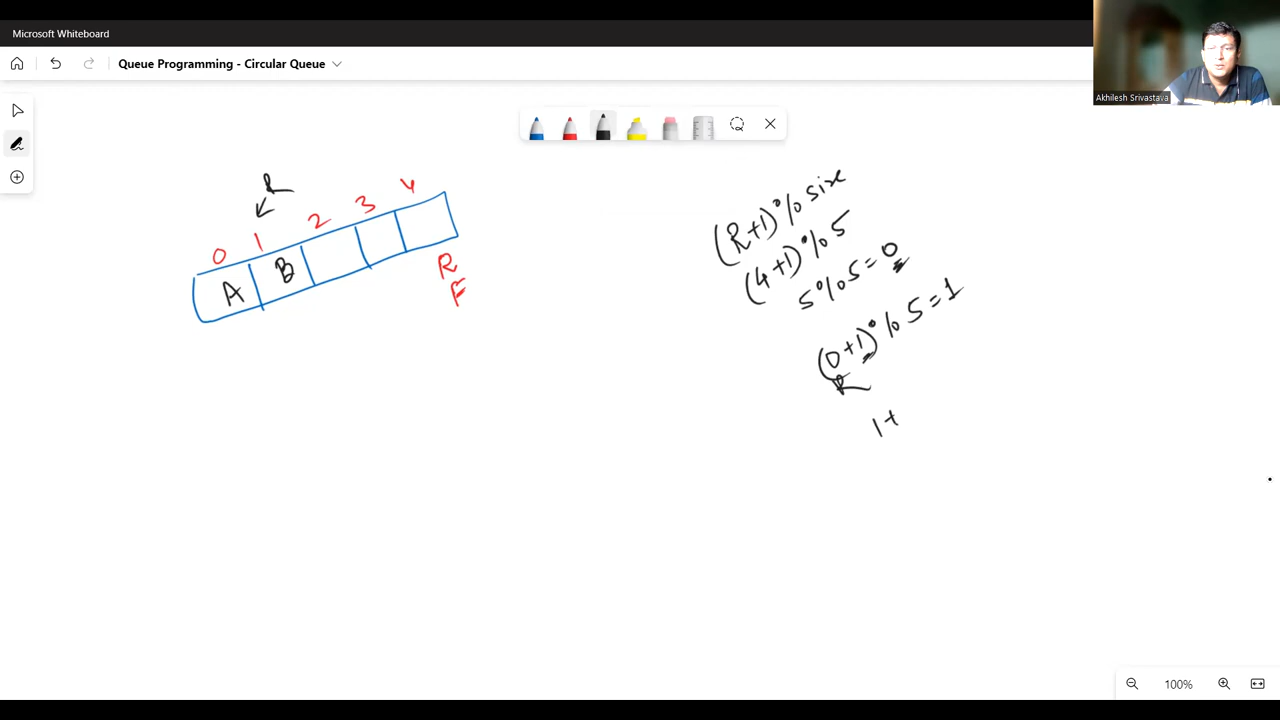 Microsoft Whiteboard
Queue Programming - Circular Queue
Akhilesh Srivastava
R
0 1 2 3 4
A B
R
F
(R+1)%size
(4+1)%5
5%5=0
(0+1)%5=1
R
1+
100%